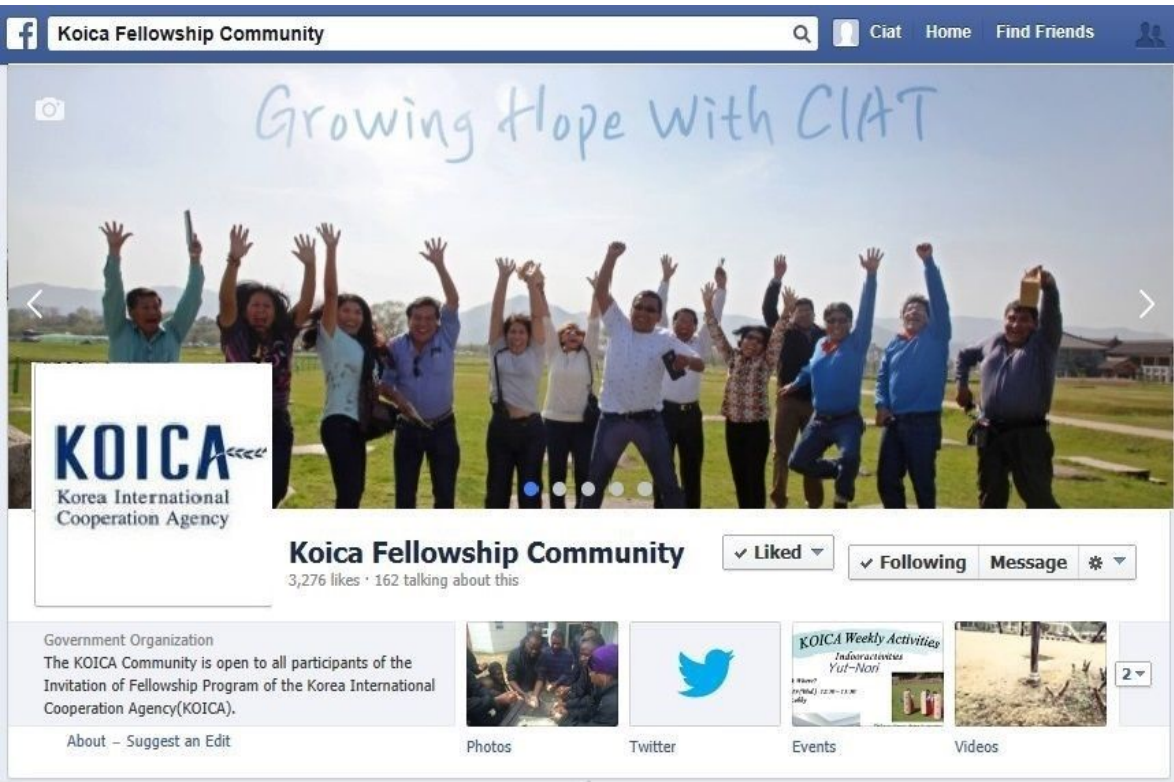 Koica Fellowship Community
Ciat Home Find Friends
Growing Hope With CIAT
KOICA
Korea International
Cooperation Agency
Koica Fellowship Community
3,276 likes · 162 talking about this
Liked
Following Message
Government Organization
The KOICA Community is open to all participants of the
Invitation of Fellowship Program of the Korea International
Cooperation Agency(KOICA).
About – Suggest an Edit
KOICA Weekly Activities
Indooractivities
Yut-Nori
2
Photos
Twitter
Events
Videos